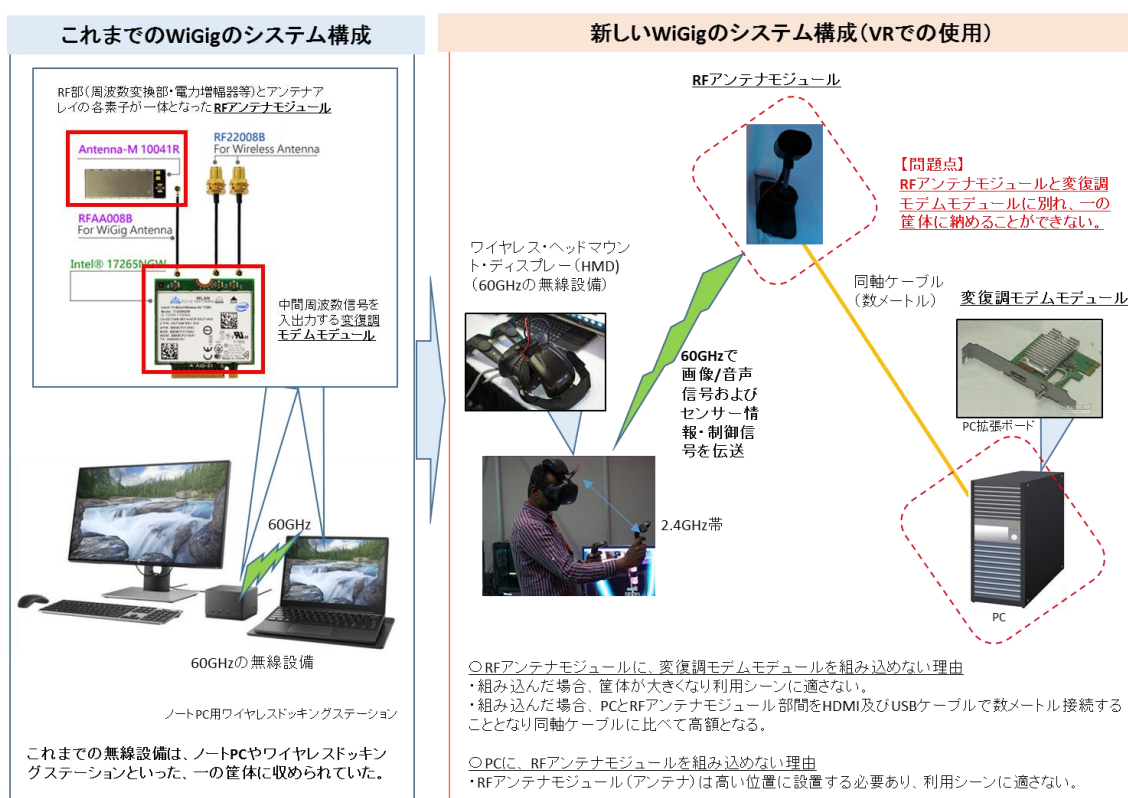 これまでのWiGigのシステム構成
RF部(周波数変換部・電力増幅器等)とアンテナア
レイの各素子が一体となったRFアンテナモジュール
Antenna-M 10041R
RF22008B
For Wireless Antenna
RFAA008B
For WiGig Antenna
Intel® 17265NGW
WLAN
中間周波数信号を
入出力する変復調
モデムモデュール
60GHz
60GHzの無線設備
ノートPC用ワイヤレスドッキングステーション
これまでの無線設備は、ノートPCやワイヤレスドッキン
グステーションといった、一の筐体に収められていた。
新しいWiGigのシステム構成(VRでの使用)
RFアンテナモジュール
【問題点】
RFアンテナモジュールと変復調
モデムモデュールに別れ、一の
筐体に納めることができない。
ワイヤレス・ヘッドマウン
ト・ディスプレー(HMD)
(60GHzの無線設備)
同軸ケーブル
(数メートル)
変復調モデムモデュール
60GHzで
画像/音声
信号および
センサー情
報・制御信
号を伝送
PC拡張ボード
2.4GHz帯
PC
○RFアンテナモジュールに、変復調モデムモデュールを組み込めない理由
・組み込んだ場合、筐体が大きくなり利用シーンに適さない。
・組み込んだ場合、PCとRFアンテナモジュール部間をHDMI及びUSBケーブルで数メートル接続する
こととなり同軸ケーブルに比べて高額となる。
○PCに、RFアンテナモジュールを組み込めない理由
・RFアンテナモジュール(アンテナ)は高い位置に設置する必要あり、利用シーンに適さない。